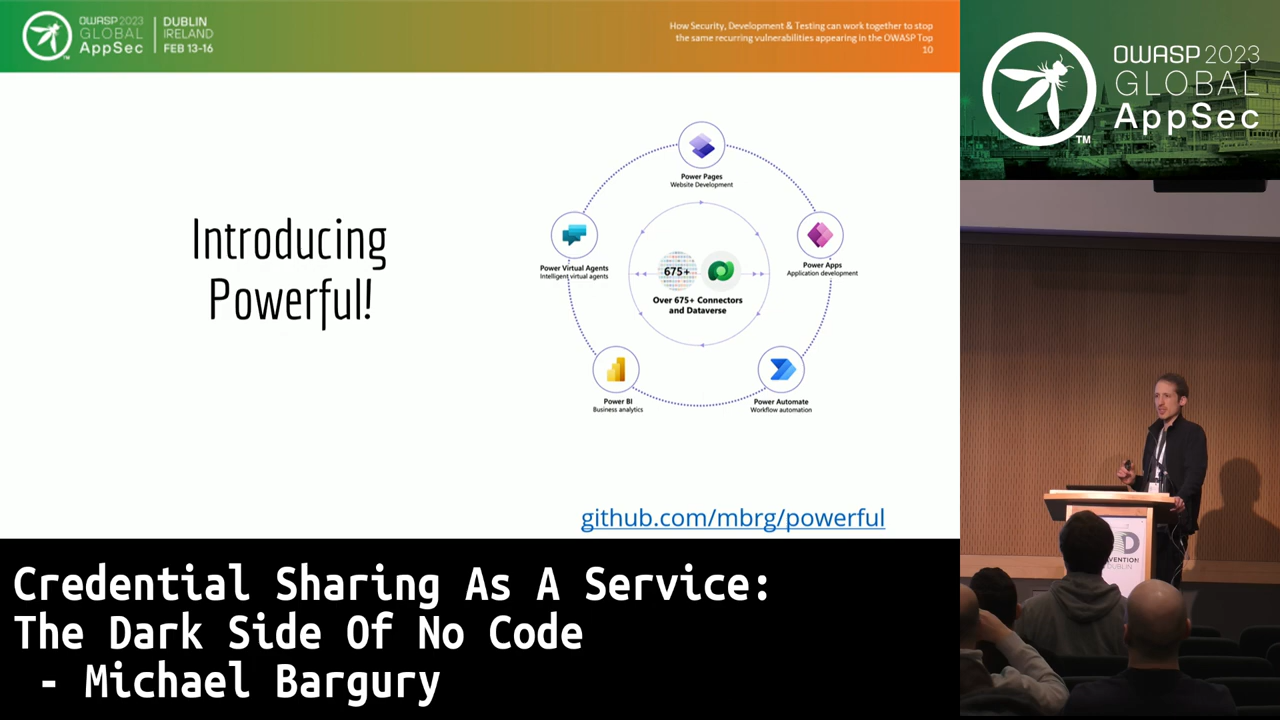 OWASP 2023
GLOBAL
AppSec
DUBLIN
IRELAND
FEB 13-16
How Security, Development & Testing can work together to stop
the same recurring vulnerabilities appearing in the OWASP Top
10
Introducing
Powerful!
Power Pages
Website Development
Power Virtual Agents
Intelligent virtual agents
Power Apps
Application development
675+
Over 675+ Connectors
and Dataverse
Power BI
Business analytics
Power Automate
Workflow automation
github.com/mbrg/powerful
OWASP 2023
GLOBAL
AppSec
TM
VENTION
DUBLIN
Credential Sharing As A Service:
The Dark Side Of No Code
- Michael Bargury